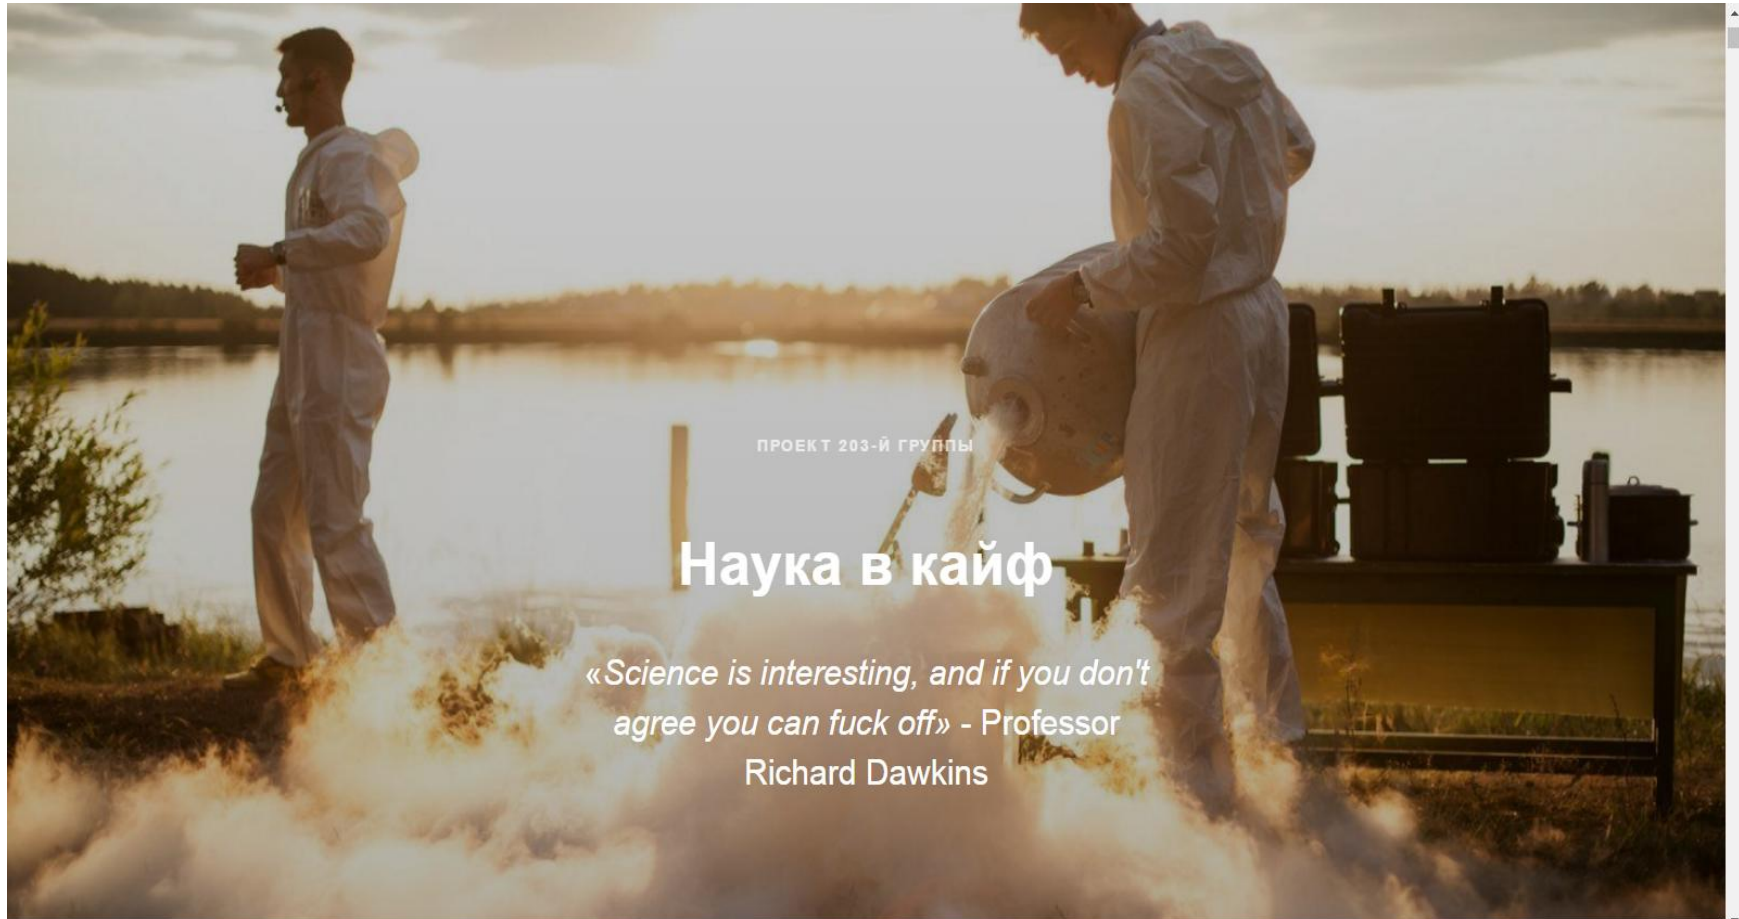 ПРОЕКТ 203-Й ГРУППЫ
Наука в кайф
«Science is interesting, and if you don't
agree you can fuck off» - Professor
Richard Dawkins